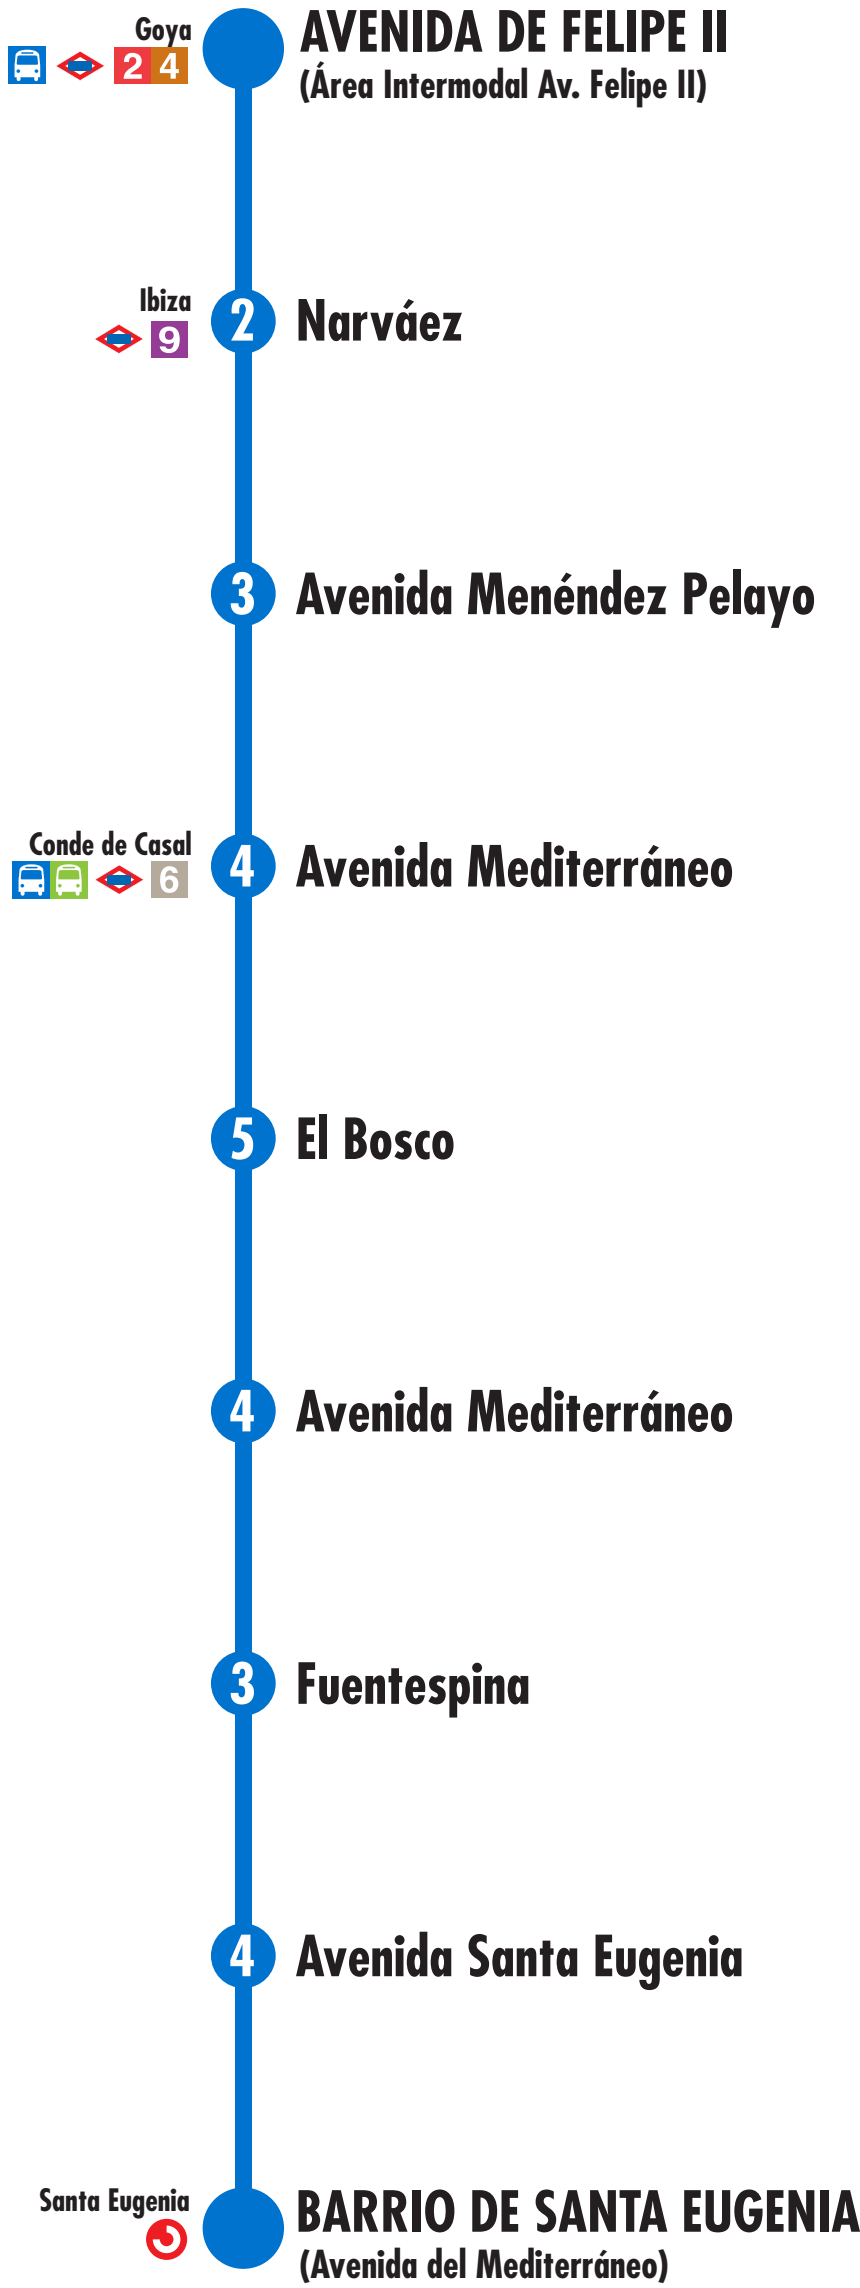 Goya
2 4
AVENIDA DE FELIPE II
(Área Intermodal Av. Felipe II)
Ibiza
9
2 Narváez
3 Avenida Menéndez Pelayo
Conde de Casal
6
4 Avenida Mediterráneo
5 El Bosco
4 Avenida Mediterráneo
3 Fuentespina
4 Avenida Santa Eugenia
Santa Eugenia
BARRIO DE SANTA EUGENIA
(Avenida del Mediterráneo)